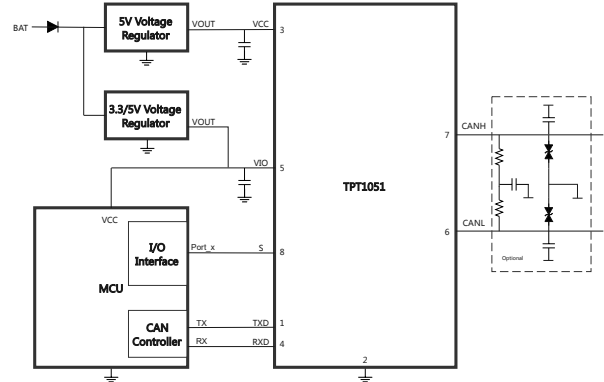 BAT
5V Voltage
Regulator
VOUT
VCC
3
3.3/5V Voltage
Regulator
VOUT
VIO
5
TPT1051
7
CANH
6
CANL
Optional
VCC
I/O
Interface
Port_x
S
8
MCU
CAN
Controller
TX
TXD
1
RX
RXD
4
2